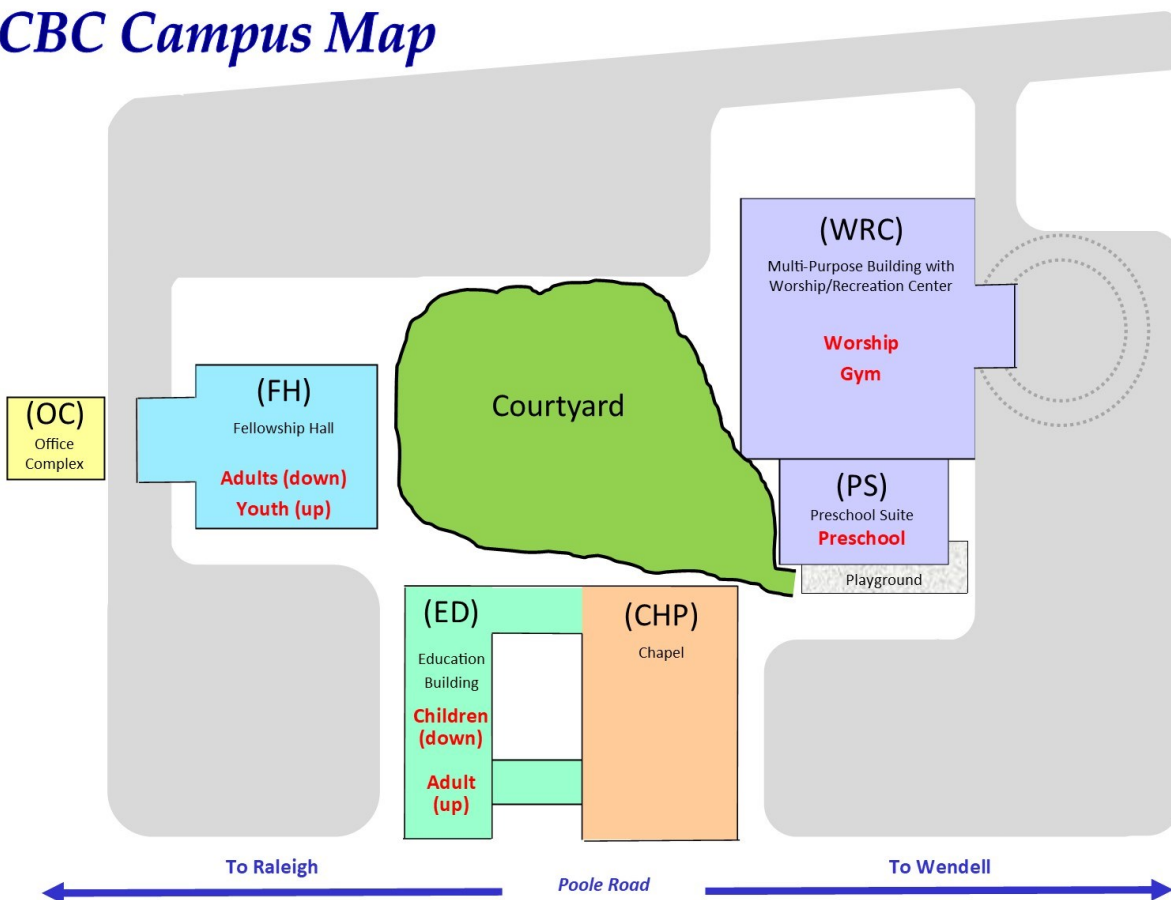 CBC Campus Map
(WRC)
Multi-Purpose Building with
Worship/Recreation Center
Worship
Gym
(FH)
Fellowship Hall
Adults (down)
Youth (up)
(OC)
Office
Complex
Courtyard
(PS)
Preschool Suite
Preschool
Playground
(ED)
Education
Building
Children
(down)
Adult
(up)
(CHP)
Chapel
To Raleigh
Poole Road
To Wendell